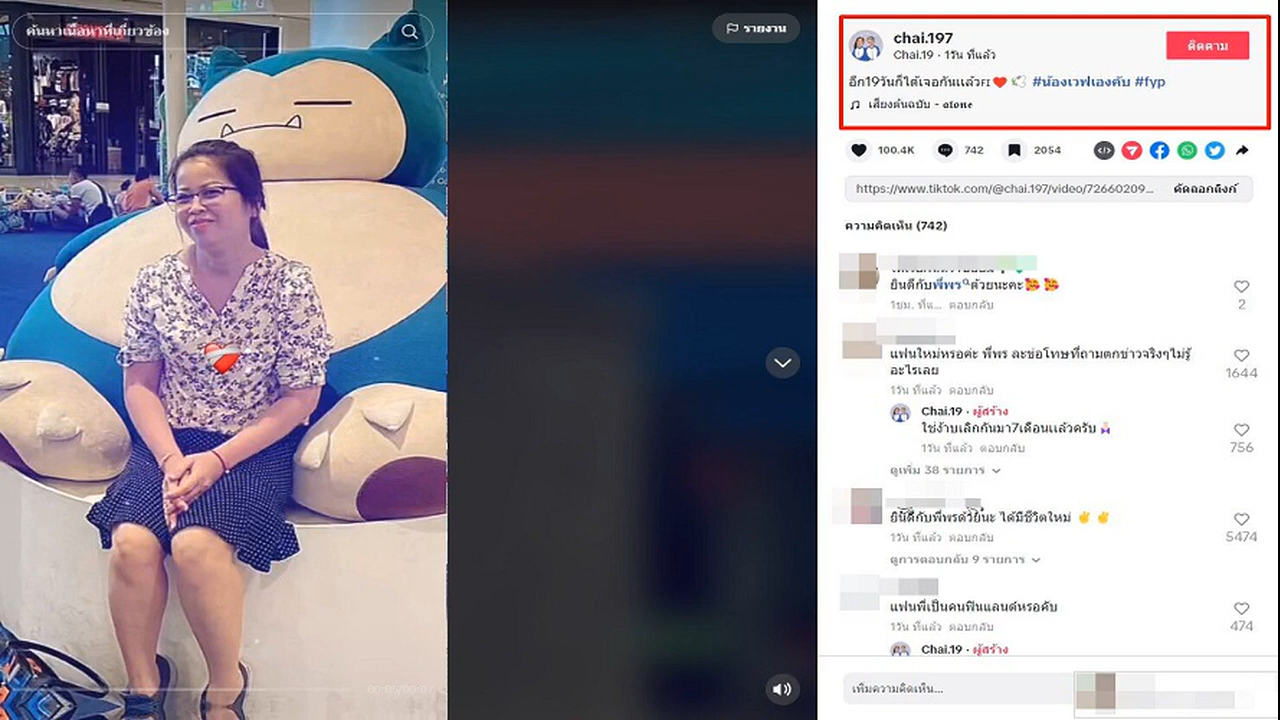 ค้นหาเนื้อหาที่เกี่ยวข้อง
รายงาน
chai.197
Chai.19 · 1วัน ที่แล้ว
ติดตาม
อีก19วันก็ได้เจอกันแล้วFI❤️ 🕊️ #น้องเวฟเองคับ #fyp
เสียงต้นฉบับ - atone
100.4K
742
2054
https://www.tiktok.com/@chai.197/video/72660209...
คัดลอกลิงก์
ความคิดเห็น (742)
ยินดีกับพี่พรด้วยนะคะ🥰 🥰
1ชม. ที่แ... ตอบกลับ
2
แฟนใหม่หรอค่ะ พี่พร ละขอโทษที่ถามตกข่าวจริงๆไม่รู้
อะไรเลย
1วัน ที่แล้ว ตอบกลับ
1644
Chai.19 · ผู้สร้าง
ใช่ง้าบเลิกกันมา7เดือนแล้วครับ
1วัน ที่แล้ว ตอบกลับ
756
ดูเพิ่ม 38 รายการ
ยินดีกับพี่พรด้วยนะ ได้มีชีวิตใหม่ ✌️ ✌️
1วัน ที่แล้ว ตอบกลับ
5474
ดูการตอบกลับ 9 รายการ
แฟนพี่เป็นคนฟินแลนด์หรอคับ
1วัน ที่แล้ว ตอบกลับ
474
Chai.19 · ผู้สร้าง
เพิ่มความคิดเห็น...